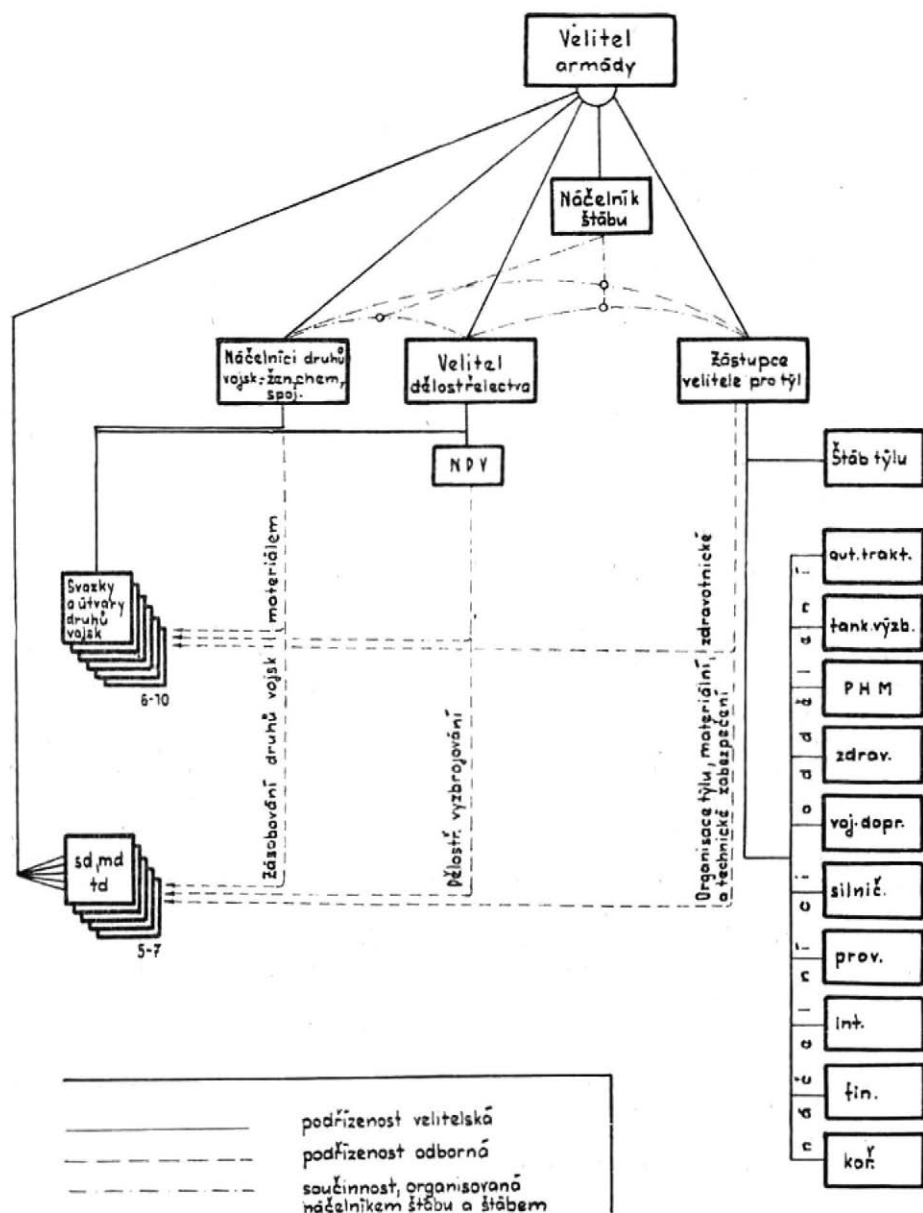 Velitel
armády
Náčelník
štábu
Náčelníci druhů
vojsk-žen,chem,
spoj.
Velitel
dělostřelectva
Zástupce
velitele pro týl
NDV
Štáb týlu
Svazky
a útvary
druhů
vojsk
6-10
sd,md
td
5-7
Zásobování druhů vojsk materiálem
Dělostř. vyzbrojování
Organisace týlu, materiální, zdravotnické
a technické zabezpečení
náčelníci oddělení
aut.trakt.
tank.výzb.
PHM
zdrav.
voj.dopr.
silnič.
prov.
int.
fin.
koř.
podřízenost velitelská
podřízenost odborná
součinnost, organisovaná
náčelníkem štábu a štábem